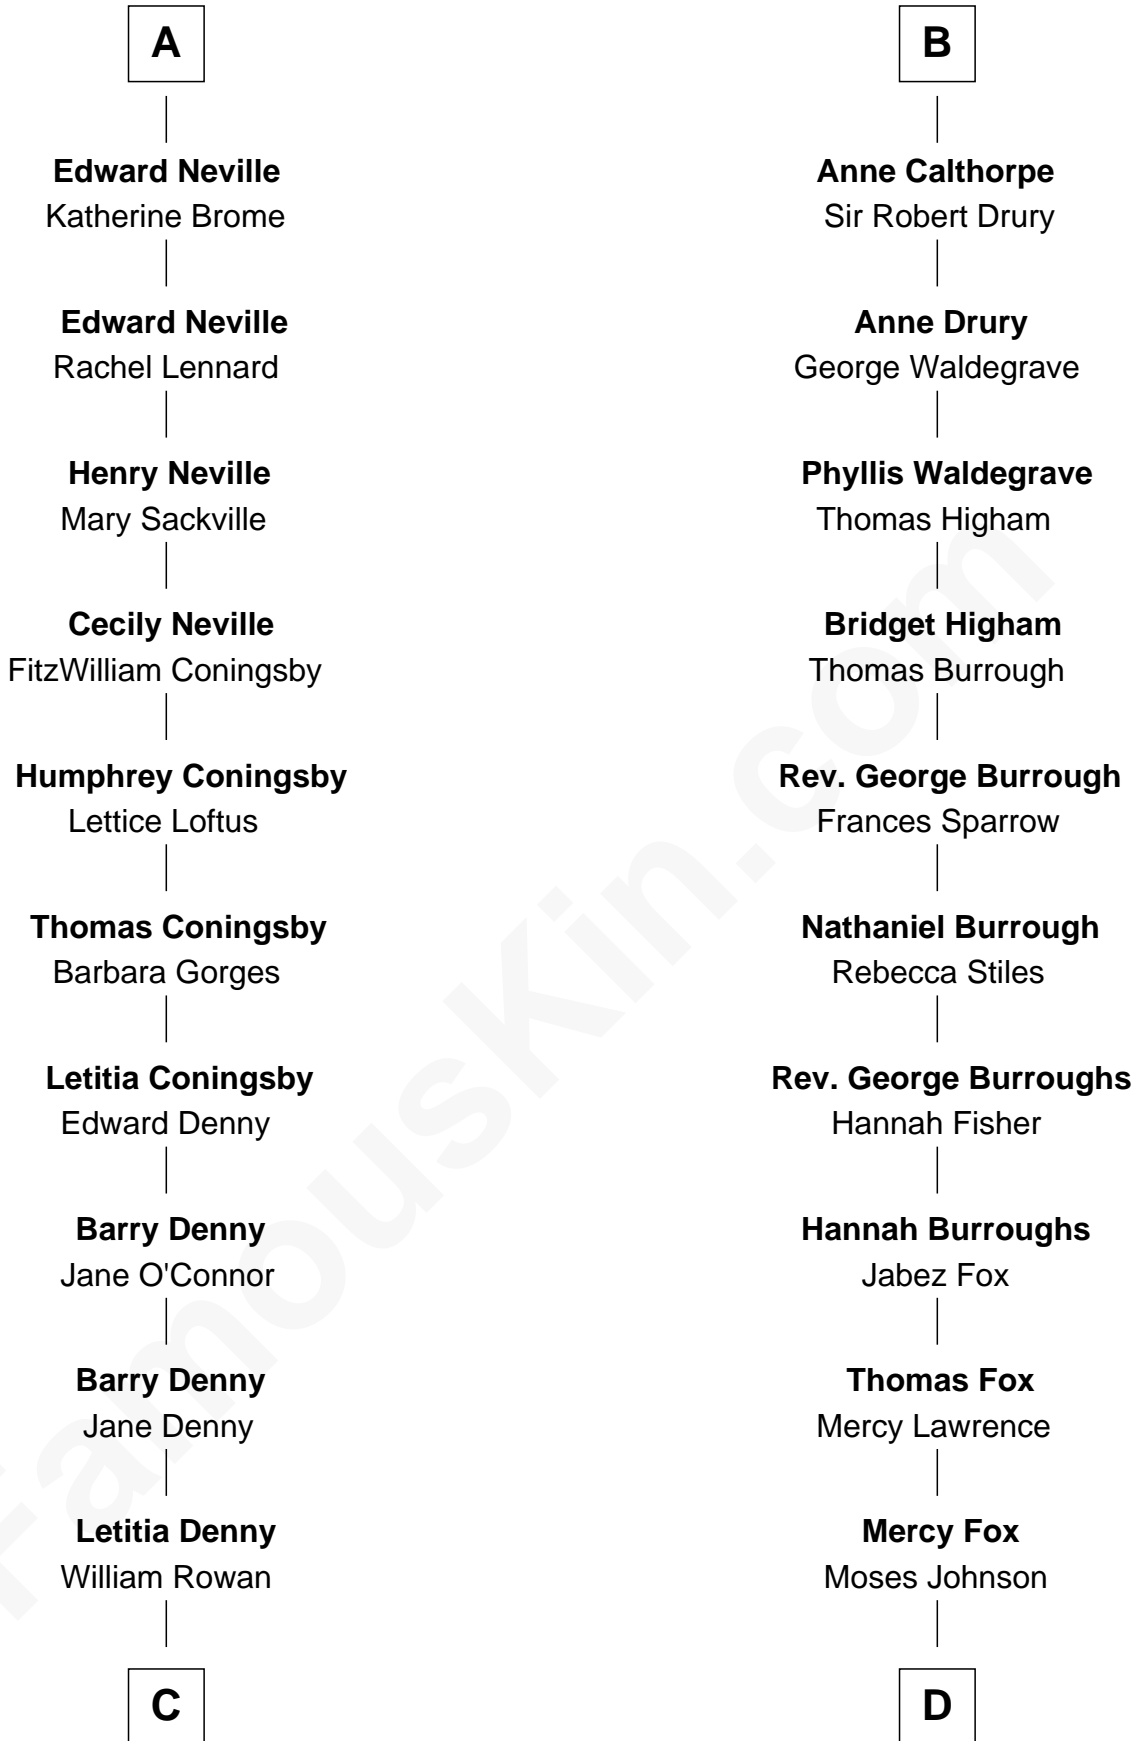 A
Edward Neville
Katherine Brome
Edward Neville
Rachel Lennard
Henry Neville
Mary Sackville
Cecily Neville
FitzWilliam Coningsby
Humphrey Coningsby
Lettice Loftus
Thomas Coningsby
Barbara Gorges
Letitia Coningsby
Edward Denny
Barry Denny
Jane O'Connor
Barry Denny
Jane Denny
Letitia Denny
William Rowan
C
B
Anne Calthorpe
Sir Robert Drury
Anne Drury
George Waldegrave
Phyllis Waldegrave
Thomas Higham
Bridget Higham
Thomas Burrough
Rev. George Burrough
Frances Sparrow
Nathaniel Burrough
Rebecca Stiles
Rev. George Burroughs
Hannah Fisher
Hannah Burroughs
Jabez Fox
Thomas Fox
Mercy Lawrence
Mercy Fox
Moses Johnson
D
FamousKin.com